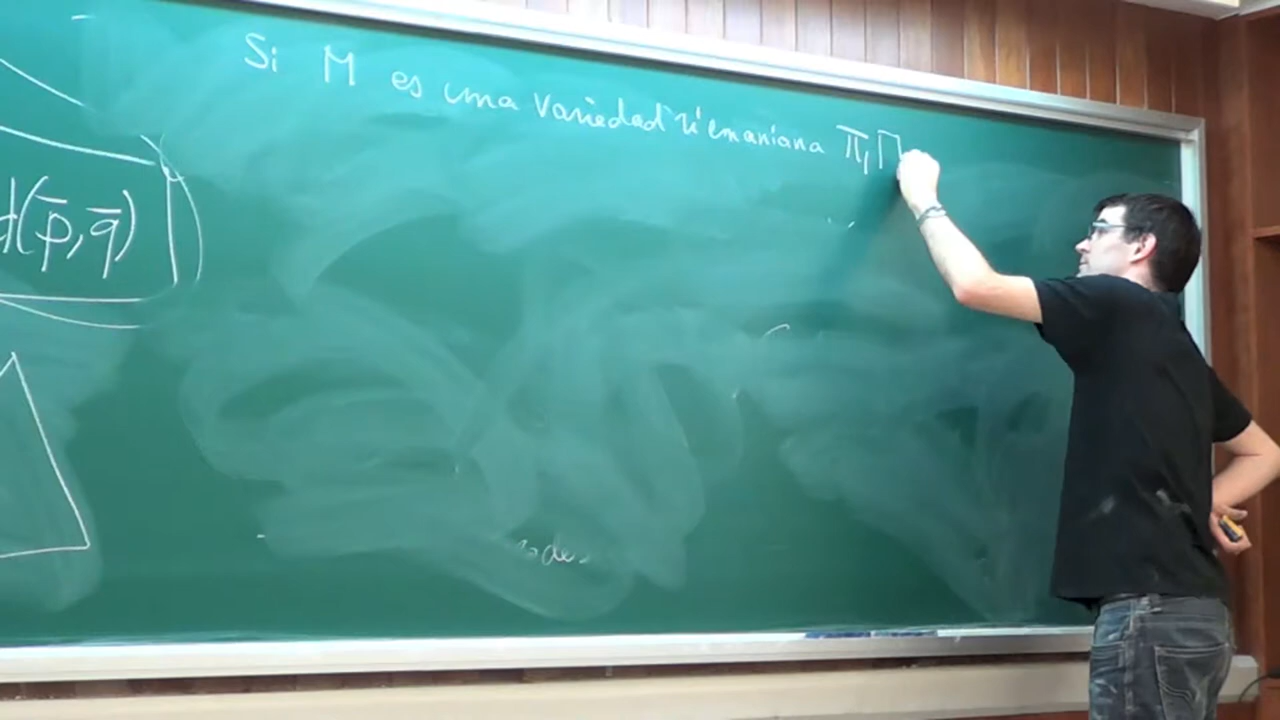 Si M es una variedad riemaniana π₁
d(p̄,q̄)